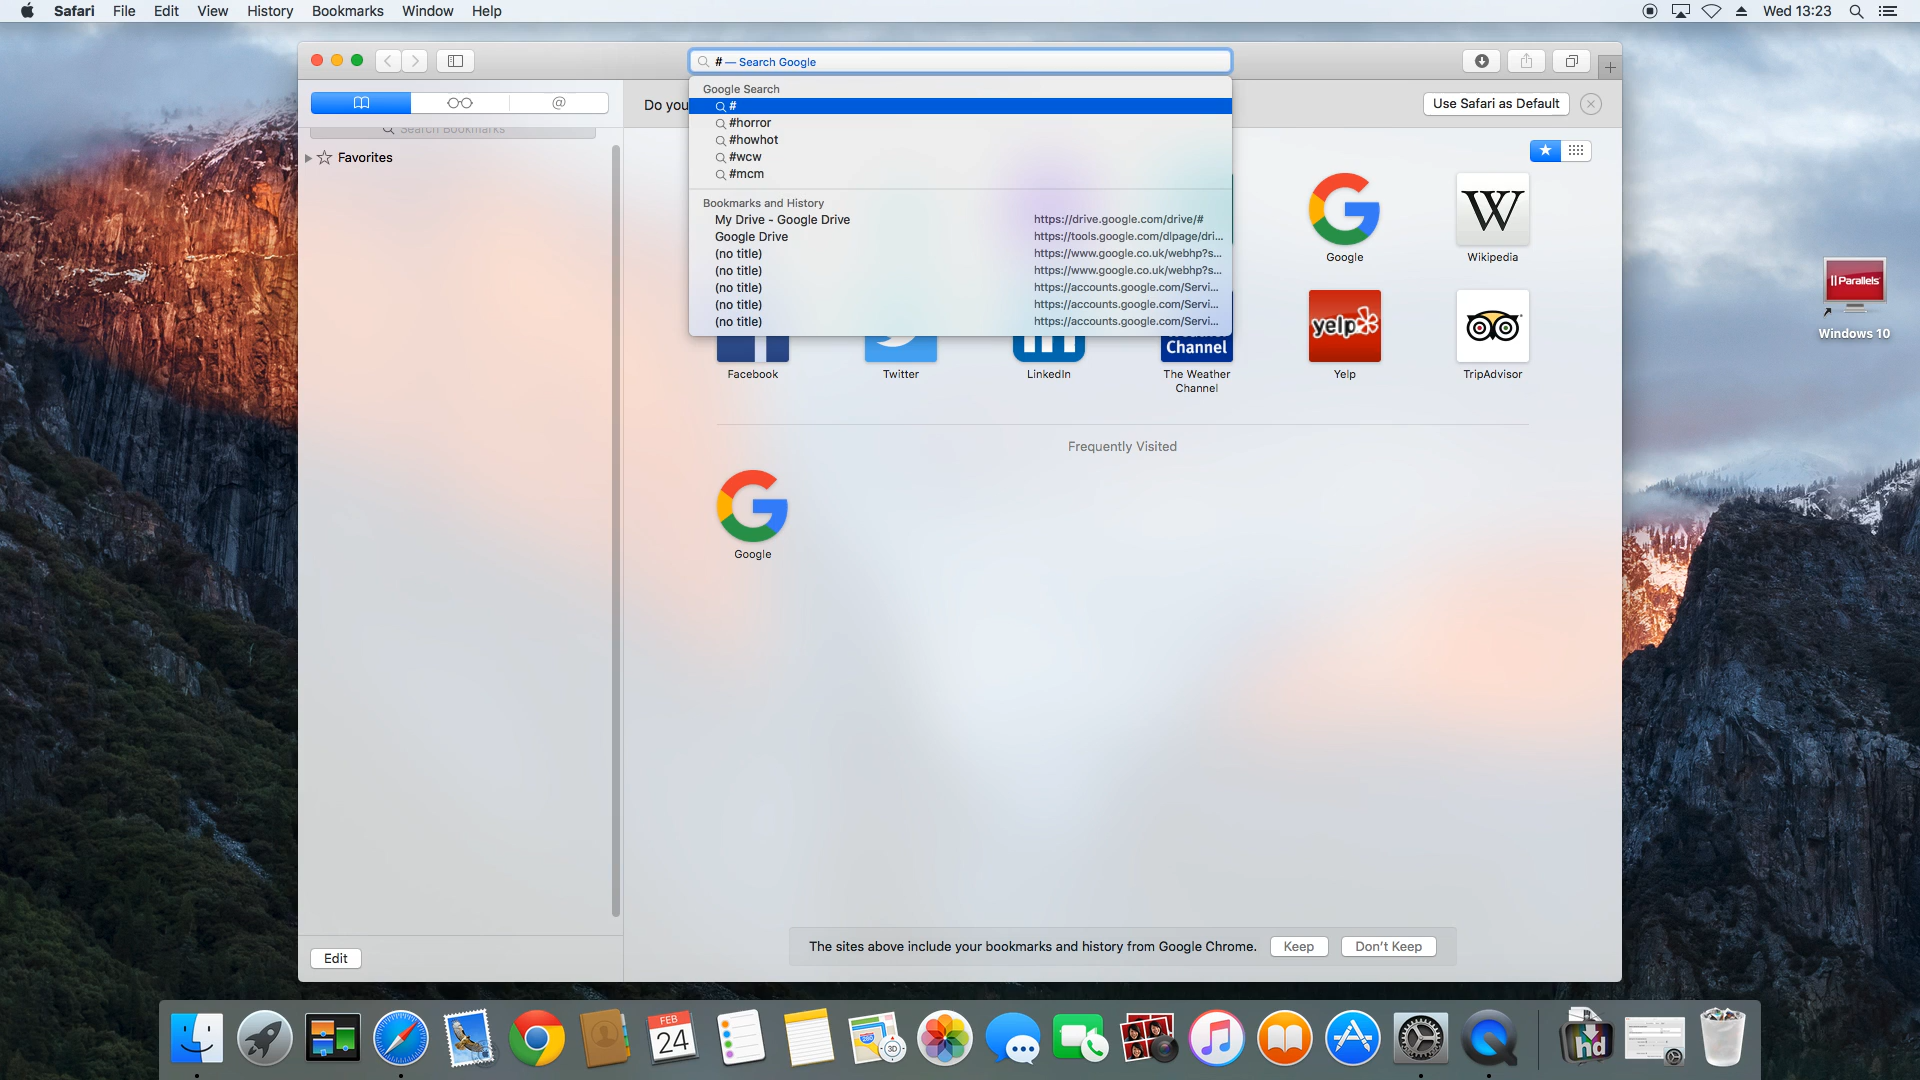 Safari File Edit View History Bookmarks Window Help
Wed 13:23
# — Search Google
Do you
Use Safari as Default
Search Bookmarks
Favorites
Google Search
#
#horror
#howhot
#wcw
#mcm
Bookmarks and History
My Drive - Google Drive https://drive.google.com/drive/#
Google Drive https://tools.google.com/dlpage/dri...
(no title) https://www.google.co.uk/webhp?s...
(no title) https://www.google.co.uk/webhp?s...
(no title) https://accounts.google.com/Servi...
(no title) https://accounts.google.com/Servi...
(no title) https://accounts.google.com/Servi...
W
Google
Wikipedia
Channel
yelp
Facebook
Twitter
LinkedIn
The Weather
Channel
Yelp
TripAdvisor
Frequently Visited
Google
Parallels
Windows 10
The sites above include your bookmarks and history from Google Chrome. Keep Don't Keep
Edit
FEB
24
3D
hd